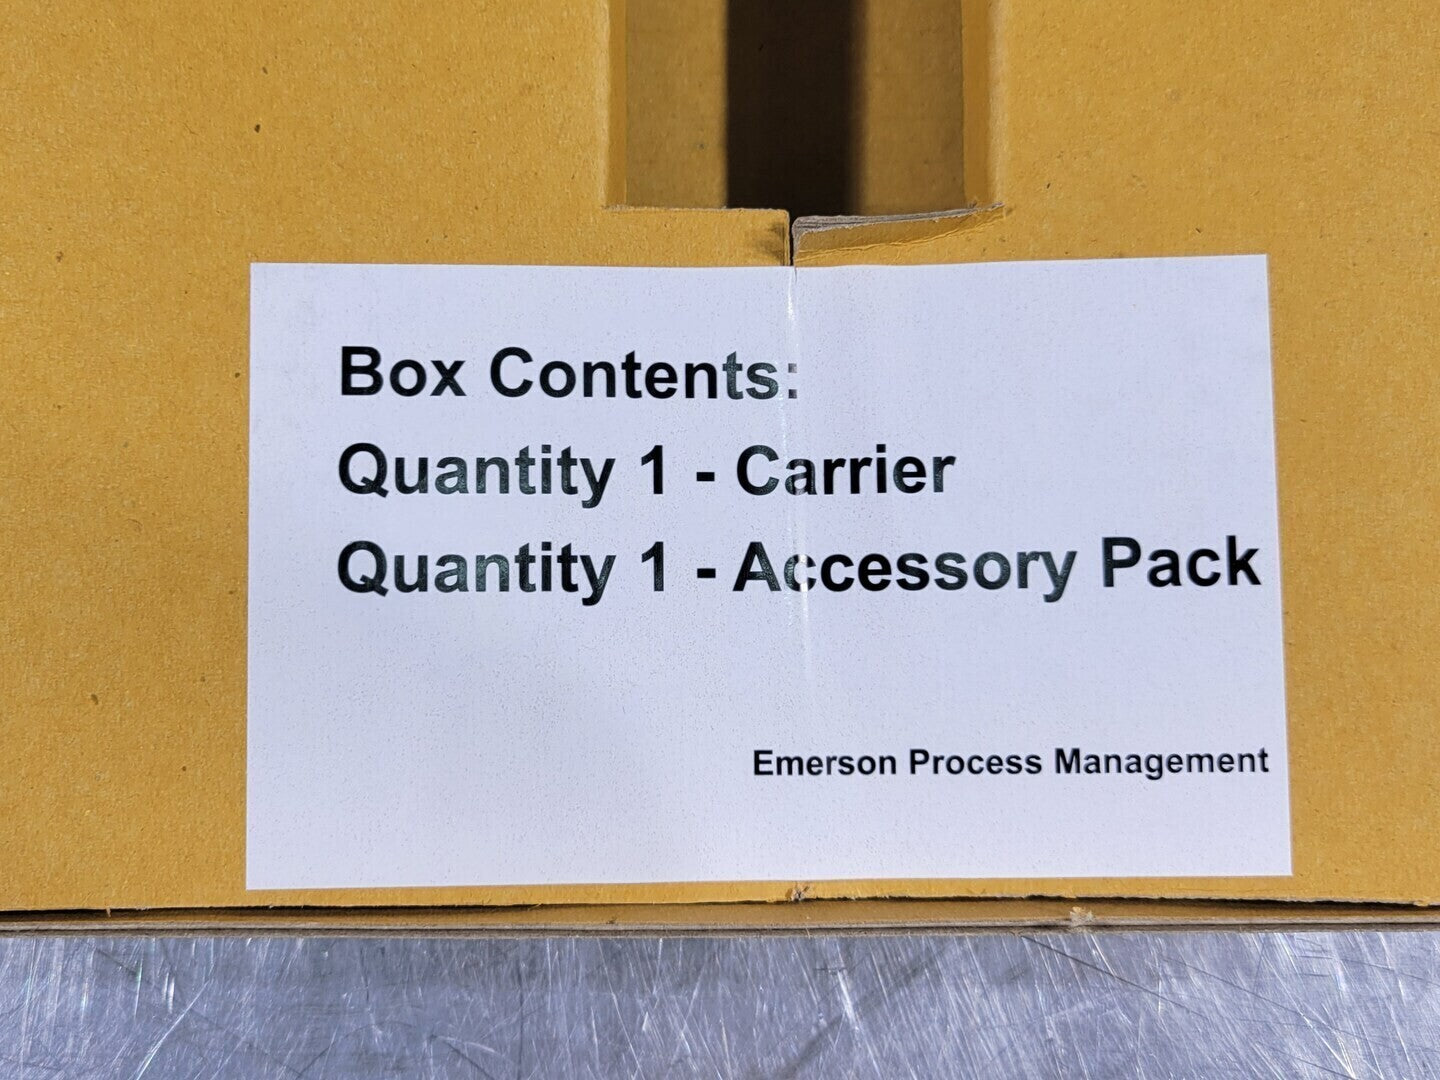 Box Contents:
Quantity 1 - Carrier
Quantity 1 - Accessory Pack
Emerson Process Management